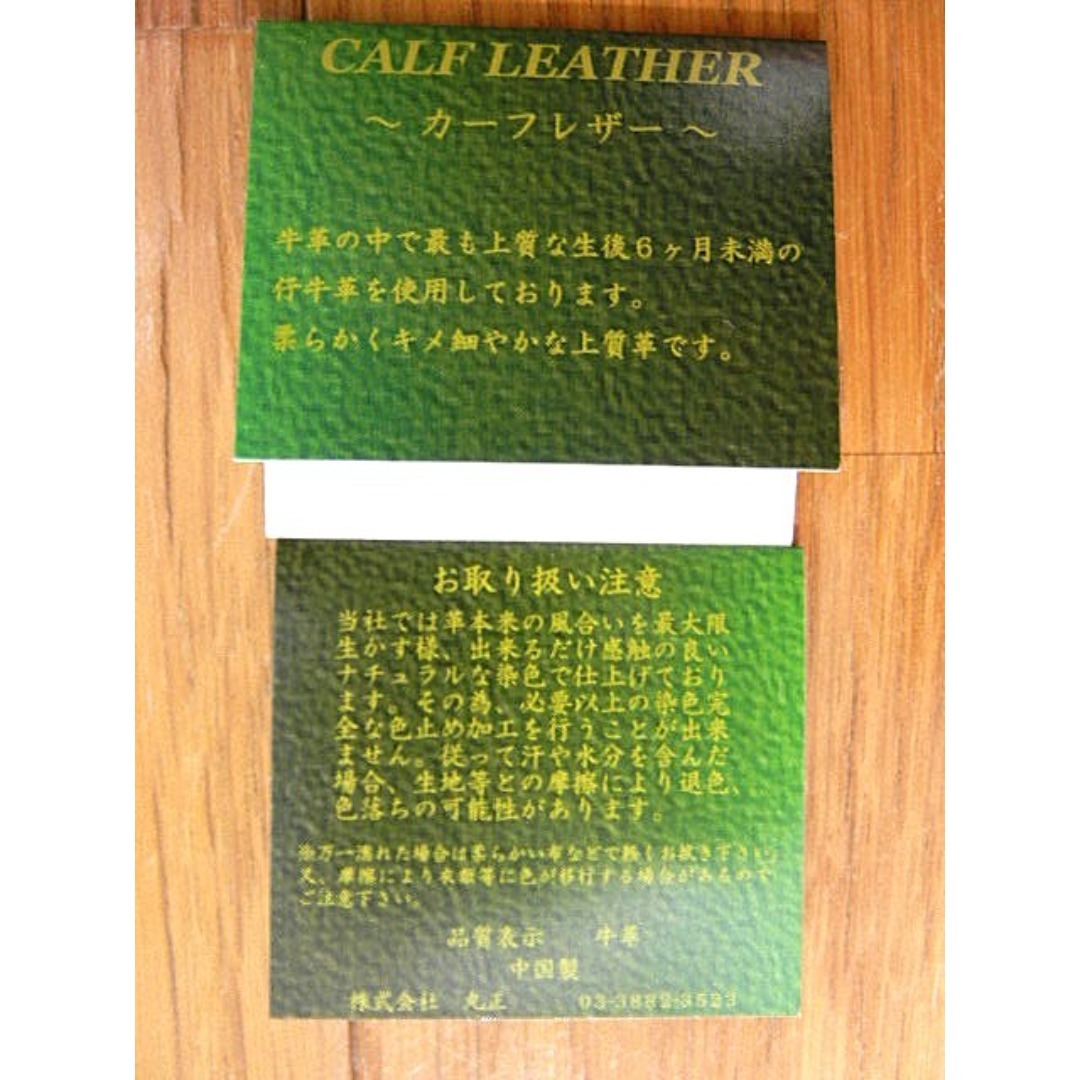 CALF LEATHER
～ カーフレザー ～
牛革の中で最も上質な生後6ヶ月未満の
仔牛革を使用しております。
柔らかくキメ細やかな上質革です。
お取り扱い注意
当社では革本来の風合いを最大限
生かす様、出来るだけ感触の良い
ナチュラルな染色で仕上げており
ます。その為、必要以上の染色完
全な色止め加工を行うことが出来
ません。従って汗や水分を含んだ
場合、生地等との摩擦により退色、
色落ちの可能性があります。
※万一濡れた場合は柔らかい布などで軽くお拭き下さい。
又、摩擦により衣類等に色が移行する場合があるので
ご注意下さい。
品質表示 牛革
中国製
株式会社 丸正 03-3882-3523